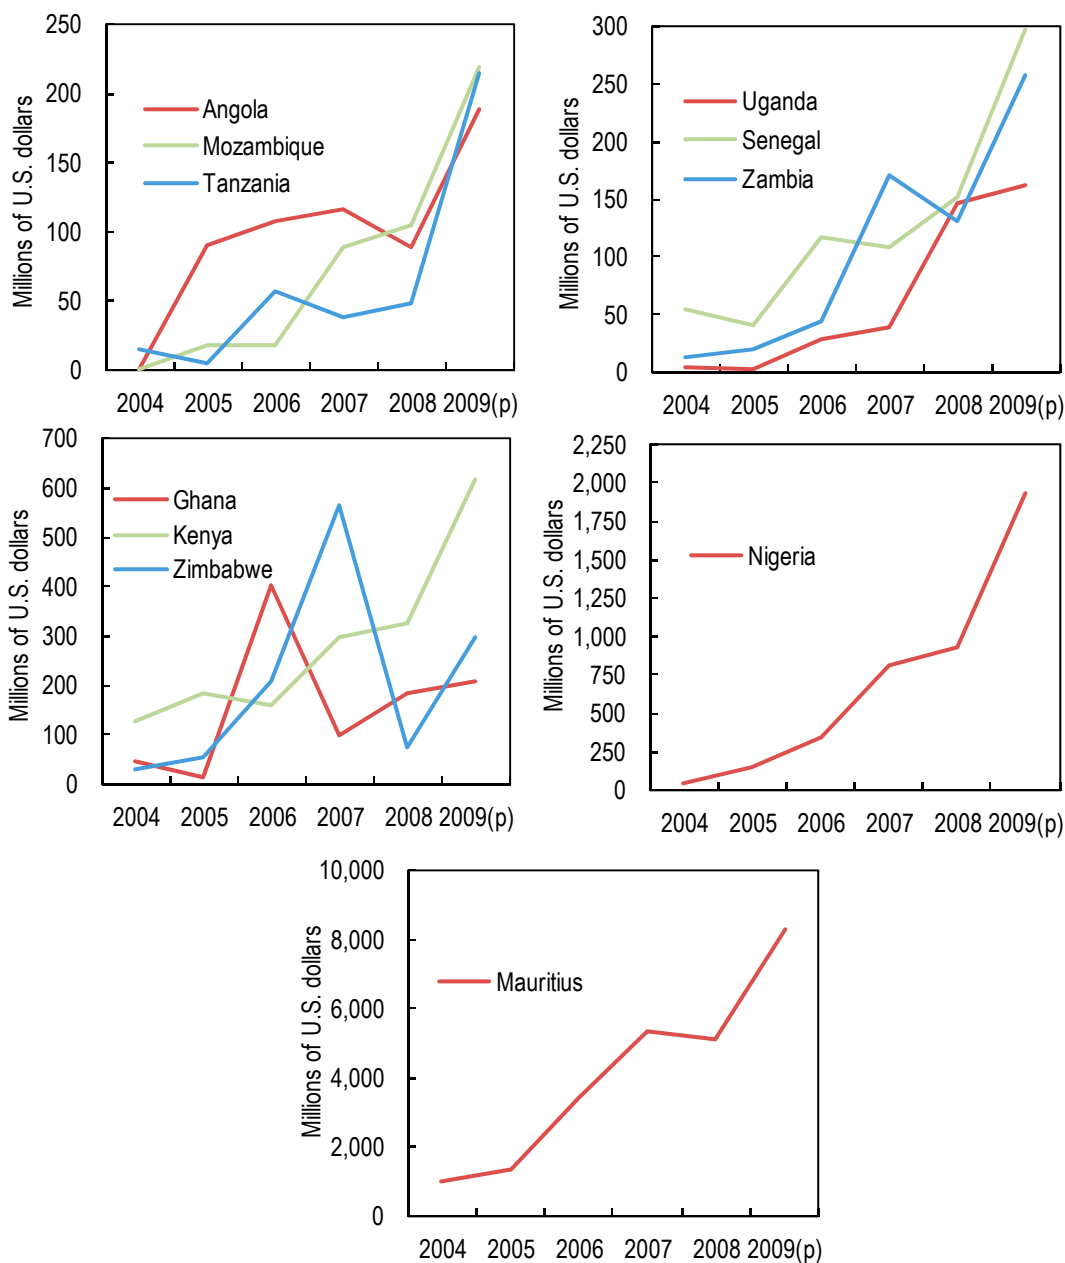 250
200
150
100
50
0
Millions of U.S. dollars
Angola
Mozambique
Tanzania
2004 2005 2006 2007 2008 2009(p)
300
250
200
150
100
50
0
Millions of U.S. dollars
Uganda
Senegal
Zambia
2004 2005 2006 2007 2008 2009(p)
700
600
500
400
300
200
100
0
Millions of U.S. dollars
Ghana
Kenya
Zimbabwe
2004 2005 2006 2007 2008 2009(p)
2,250
2,000
1,750
1,500
1,250
1,000
750
500
250
0
Millions of U.S. dollars
Nigeria
2004 2005 2006 2007 2008 2009(p)
10,000
8,000
6,000
4,000
2,000
0
Millions of U.S. dollars
Mauritius
2004 2005 2006 2007 2008 2009(p)